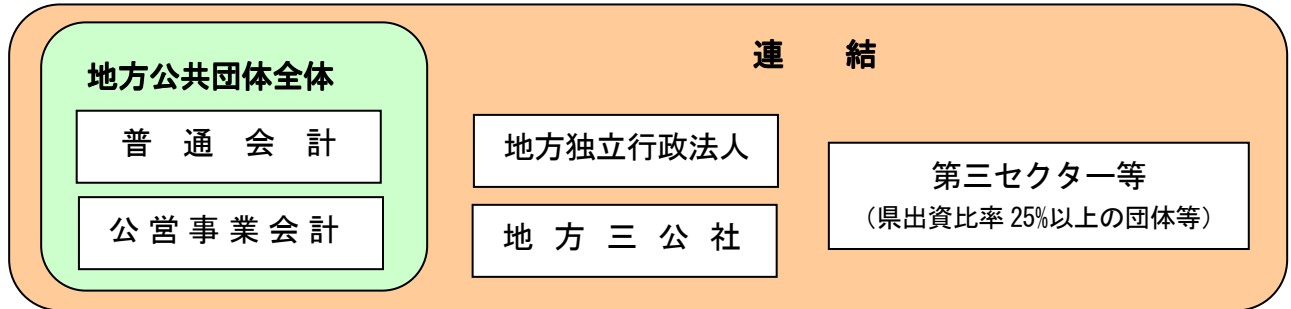 連　結
地方公共団体全体
普通会計
公営事業会計
地方独立行政法人
地方三公社
第三セクター等
（県出資比率 25%以上の団体等）